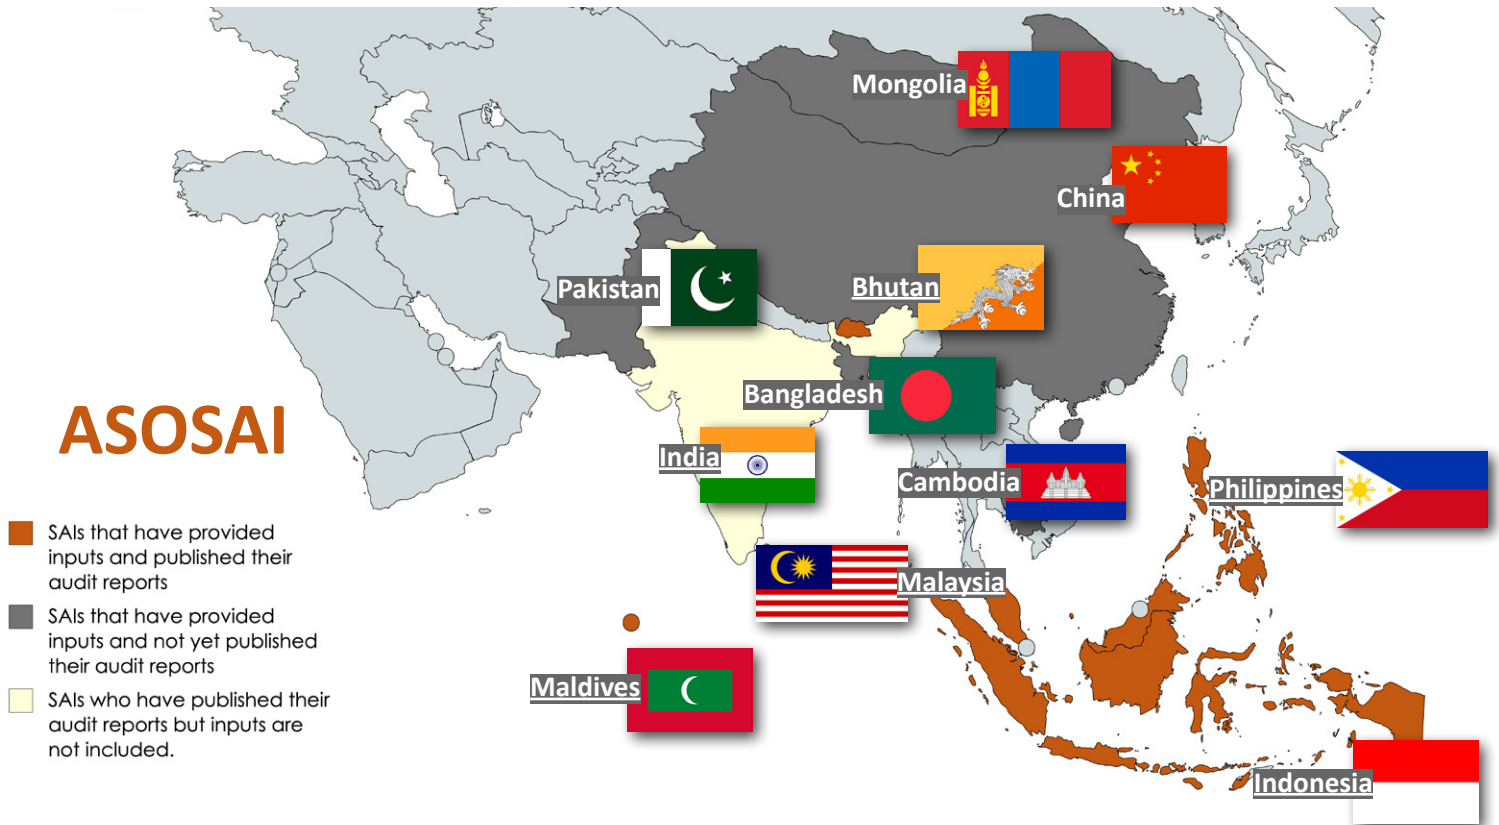 Mongolia
China
Pakistan
Bhutan
Bangladesh
ASOSAI
India
Cambodia
Philippines
SAIs that have provided
inputs and published their
audit reports
Malaysia
SAIs that have provided
inputs and not yet published
their audit reports
Maldives
SAIs who have published their
audit reports but inputs are
not included.
Indonesia